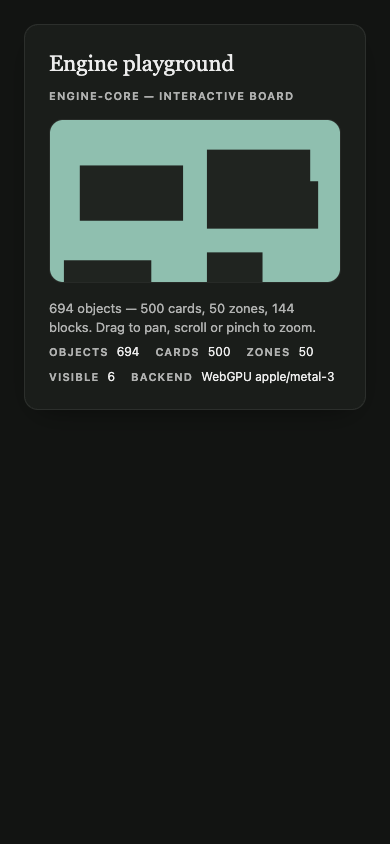 Engine playground
ENGINE-CORE — INTERACTIVE BOARD
694 objects — 500 cards, 50 zones, 144
blocks. Drag to pan, scroll or pinch to zoom.
OBJECTS 694 CARDS 500 ZONES 50
VISIBLE 6 BACKEND WebGPU apple/metal-3